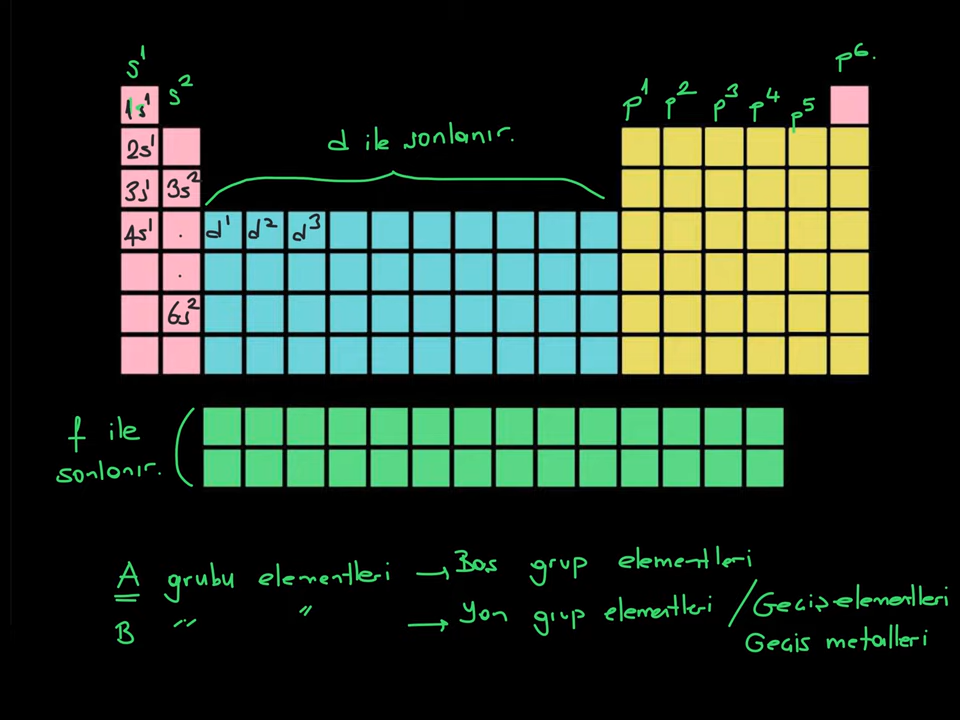 s¹
s²
p¹ p² p³ p⁴ p⁵
p⁶.
d ile sonlanır.
1s¹
2s¹
3s¹ 3s²
4s¹ . d¹ d² d³
.
6s²
f ile
sonlanır.
A grubu elementleri → Baş grup elementleri
B " " → Yan grup elementleri / Geçiş elementleri
Geçiş metalleri